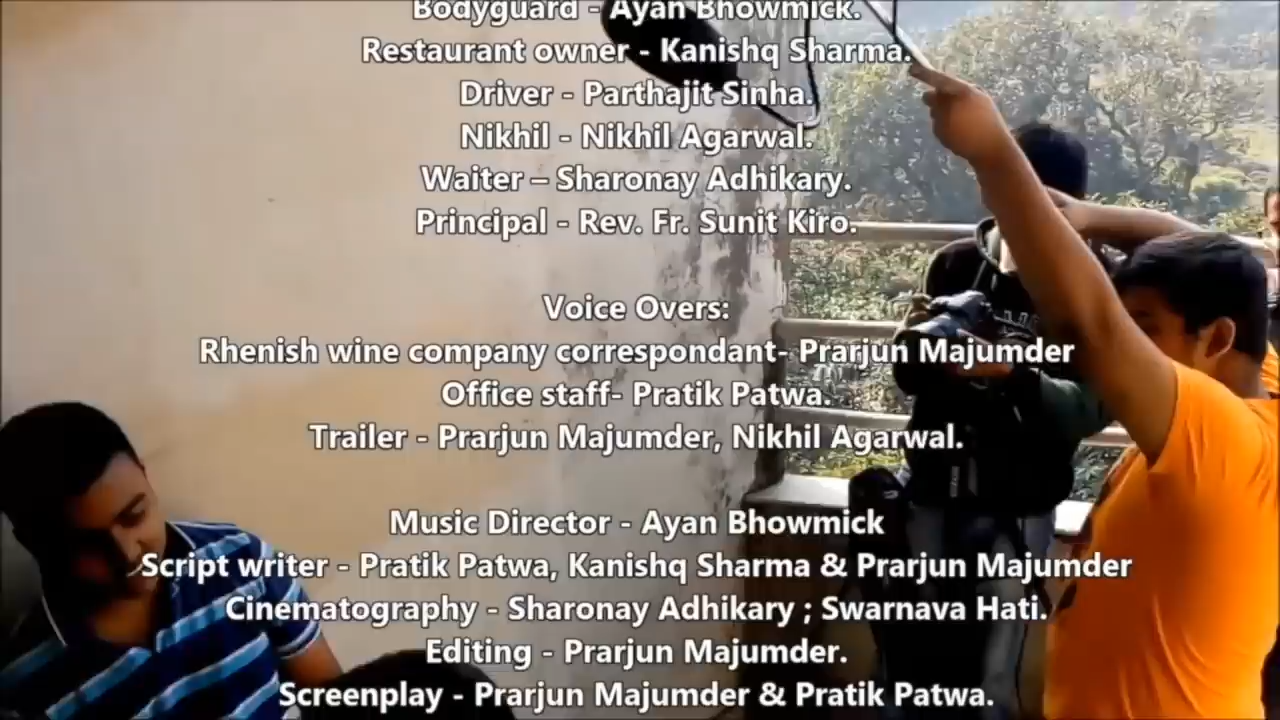 Bodyguard - Ayan Bhowmick.
Restaurant owner - Kanishq Sharma.
Driver - Parthajit Sinha.
Nikhil - Nikhil Agarwal.
Waiter – Sharonay Adhikary.
Principal - Rev. Fr. Sunit Kiro.
Voice Overs:
Rhenish wine company correspondant- Prarjun Majumder
Office staff- Pratik Patwa.
Trailer - Prarjun Majumder, Nikhil Agarwal.
Music Director - Ayan Bhowmick
Script writer - Pratik Patwa, Kanishq Sharma & Prarjun Majumder
Cinematography - Sharonay Adhikary ; Swarnava Hati.
Editing - Prarjun Majumder.
Screenplay - Prarjun Majumder & Pratik Patwa.